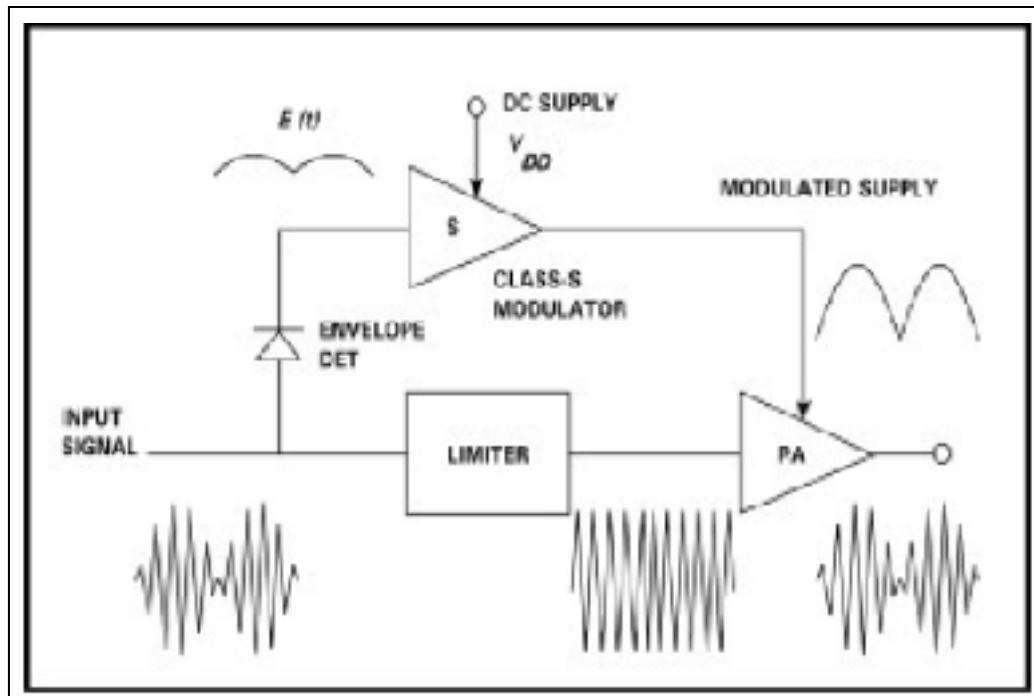 E (t)
DC SUPPLY
V DD
MODULATED SUPPLY
S
CLASS-S
MODULATOR
ENVELOPE
DET
INPUT
SIGNAL
LIMITER
PA